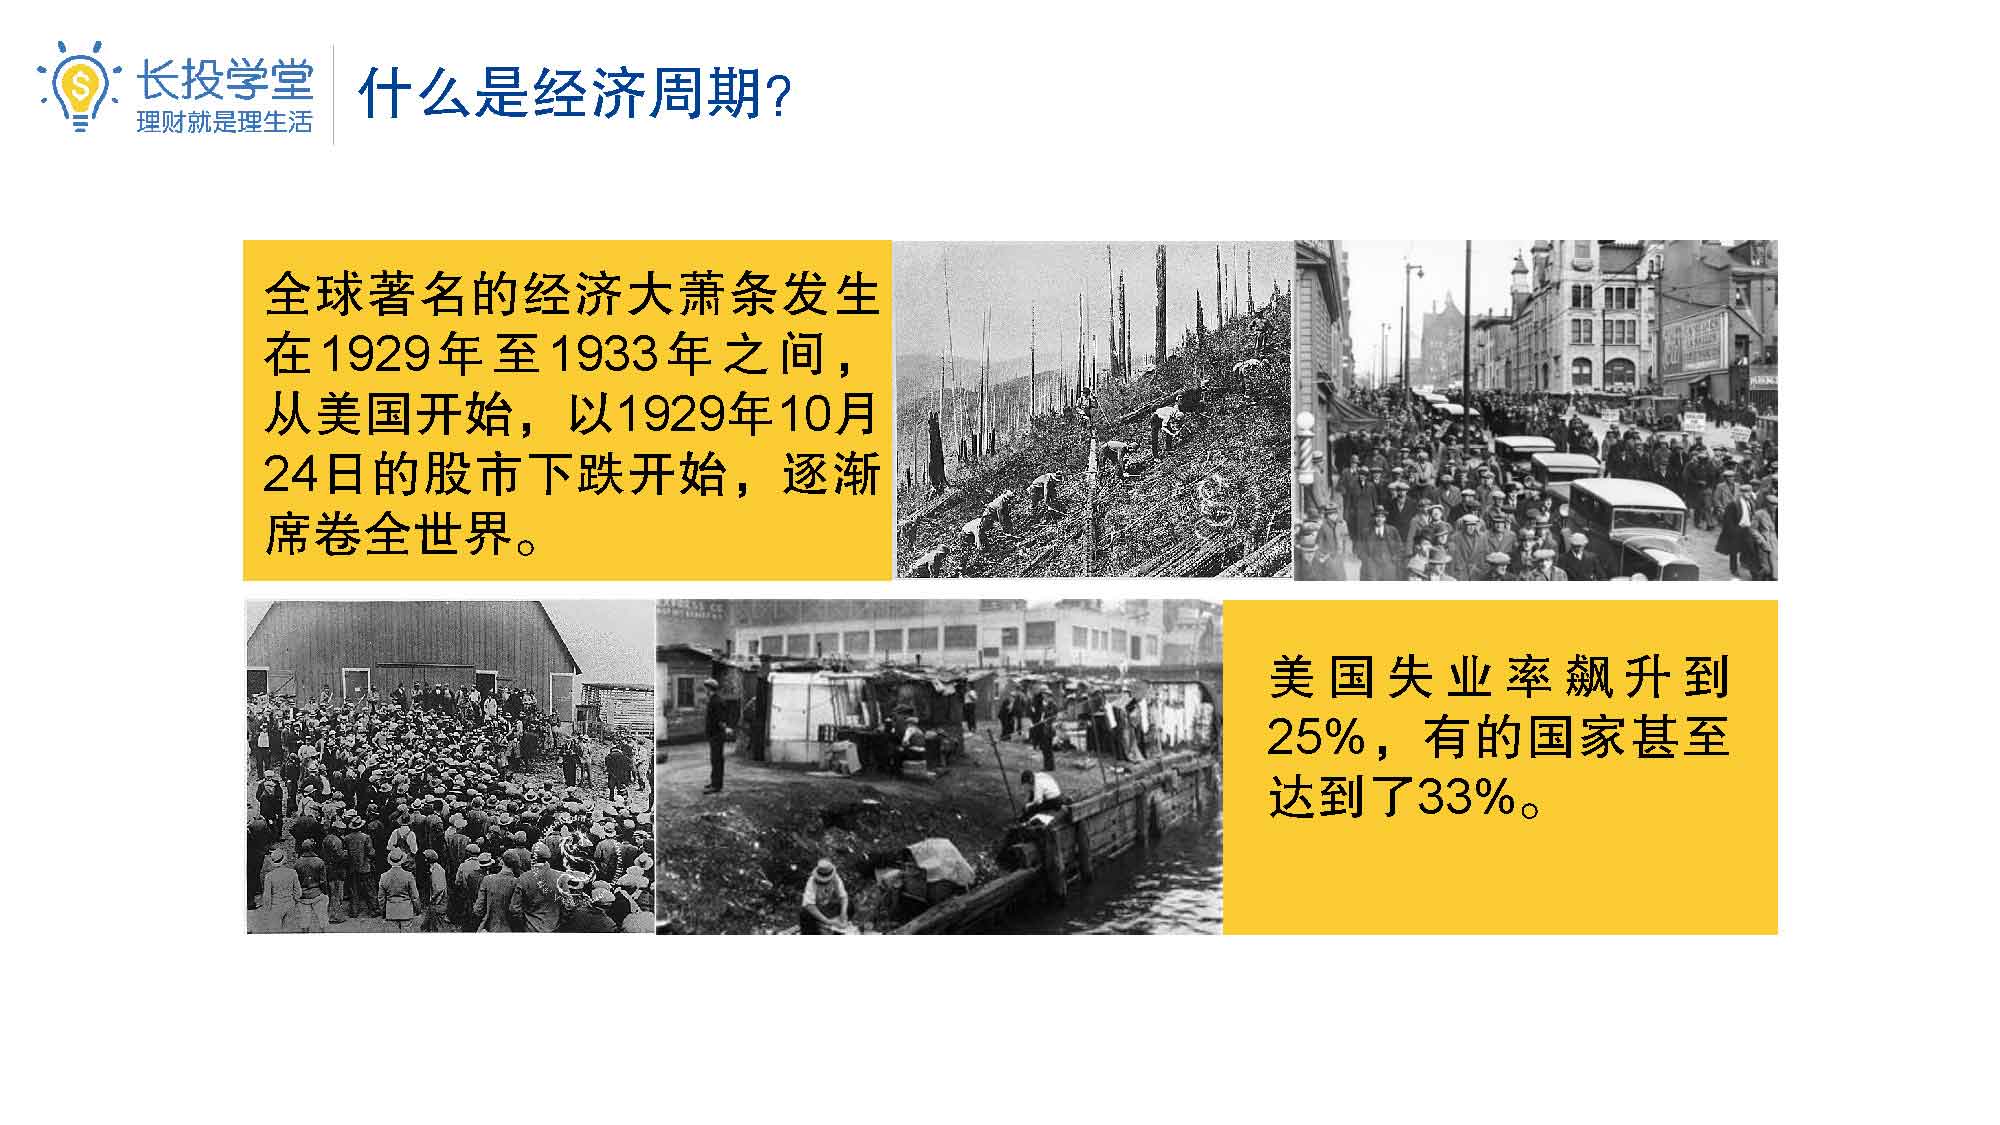 长投学堂
理财就是理生活
什么是经济周期?
全球著名的经济大萧条发生
在1929年至1933年之间，
从美国开始，以1929年10月
24日的股市下跌开始，逐渐
席卷全世界。
美国失业率飙升到
25%，有的国家甚至
达到了33%。